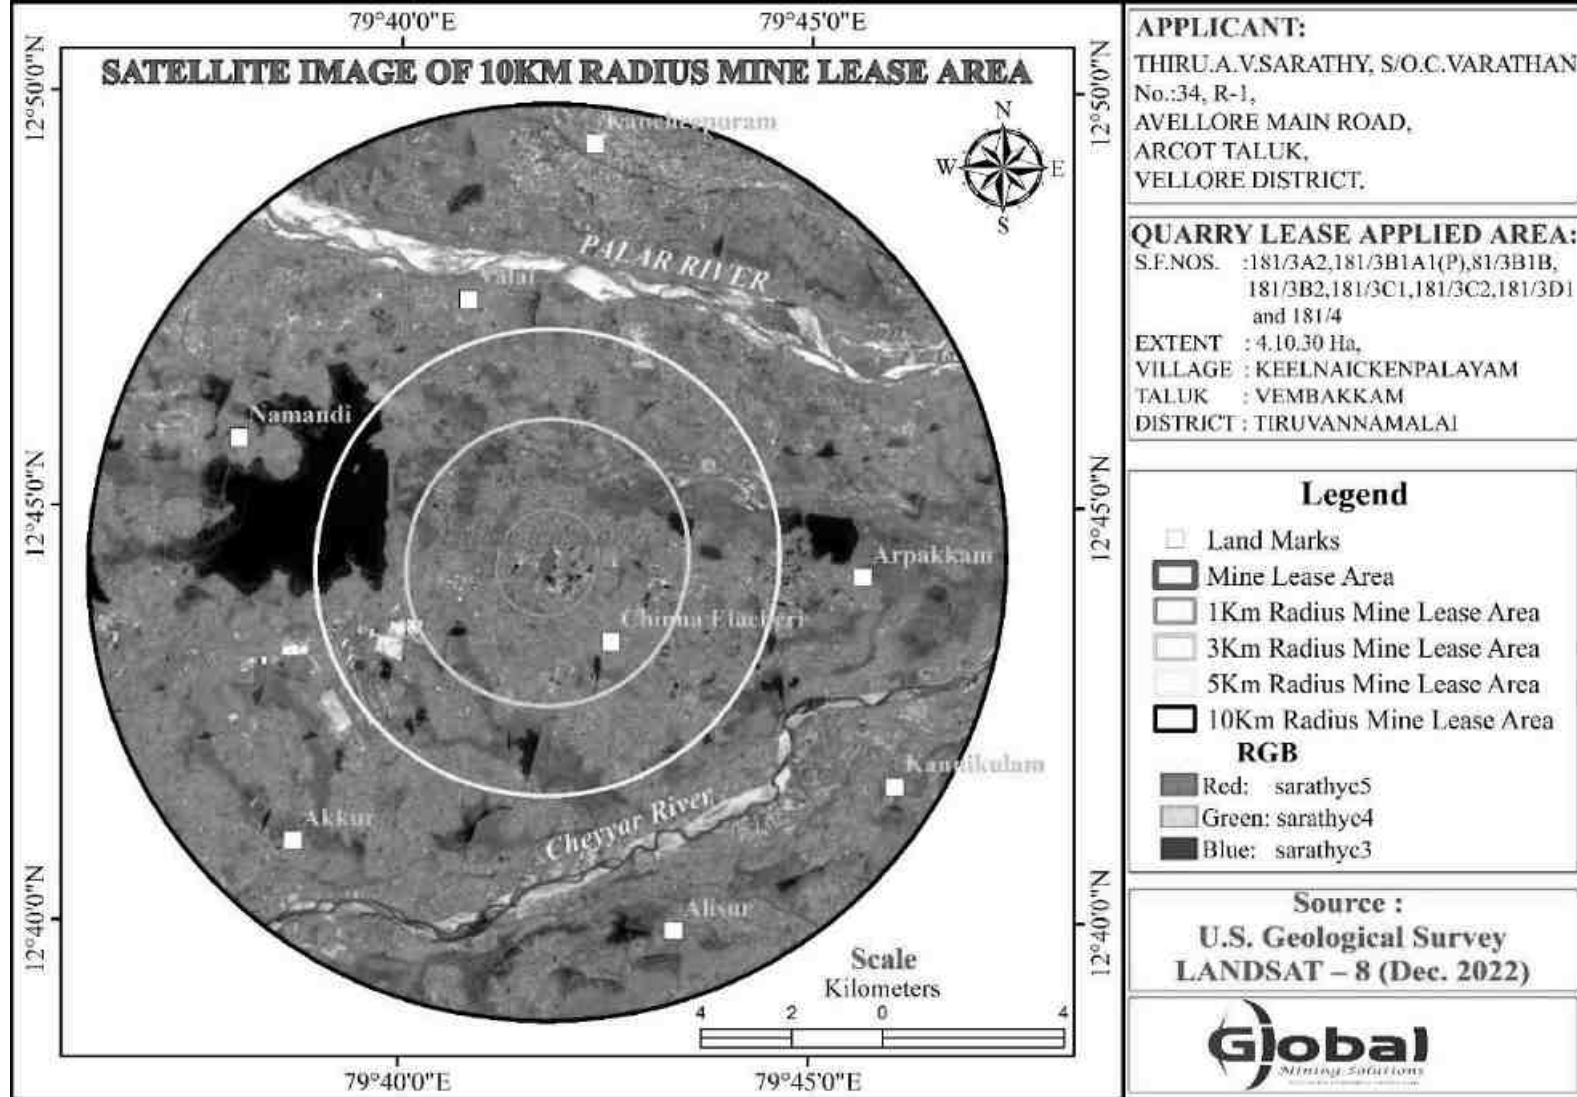 79°40'0"E
79°45'0"E
SATELLITE IMAGE OF 10KM RADIUS MINE LEASE AREA
12°50'0"N
12°50'0"N
N
W
E
S
Kancheepuram
PALAR RIVER
Namandi
12°45'0"N
12°45'0"N
Arpakkam
Chinna Elacheri
Akkur
Cheyyar River
12°40'0"N
12°40'0"N
Alisur
Scale
Kilometers
4 2 0 4
79°40'0"E
79°45'0"E
APPLICANT:
THIRU.A.V.SARATHY, S/O.C.VARATHAN
No.:34, R-1,
AVELLORE MAIN ROAD,
ARCOT TALUK,
VELLORE DISTRICT.
QUARRY LEASE APPLIED AREA:
S.F.NOS. :181/3A2,181/3B1A1(P),81/3B1B,
181/3B2,181/3C1,181/3C2,181/3D1
and 181/4
EXTENT : 4.10.30 Ha,
VILLAGE : KEELNAICKENPALAYAM
TALUK : VEMBAKKAM
DISTRICT : TIRUVANNAMALAI
Legend
Land Marks
Mine Lease Area
1Km Radius Mine Lease Area
3Km Radius Mine Lease Area
5Km Radius Mine Lease Area
10Km Radius Mine Lease Area
RGB
Red: sarathyc5
Green: sarathyc4
Blue: sarathyc3
Source :
U.S. Geological Survey
LANDSAT – 8 (Dec. 2022)
Global
Mining Solutions